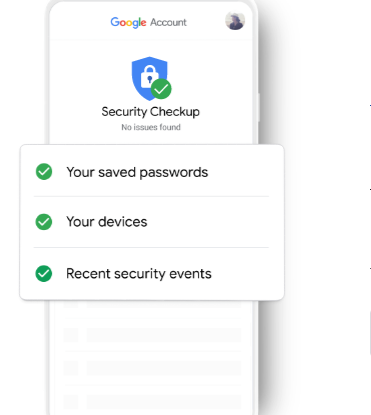 Google Account
Security Checkup
No issues found
Your saved passwords
Your devices
Recent security events